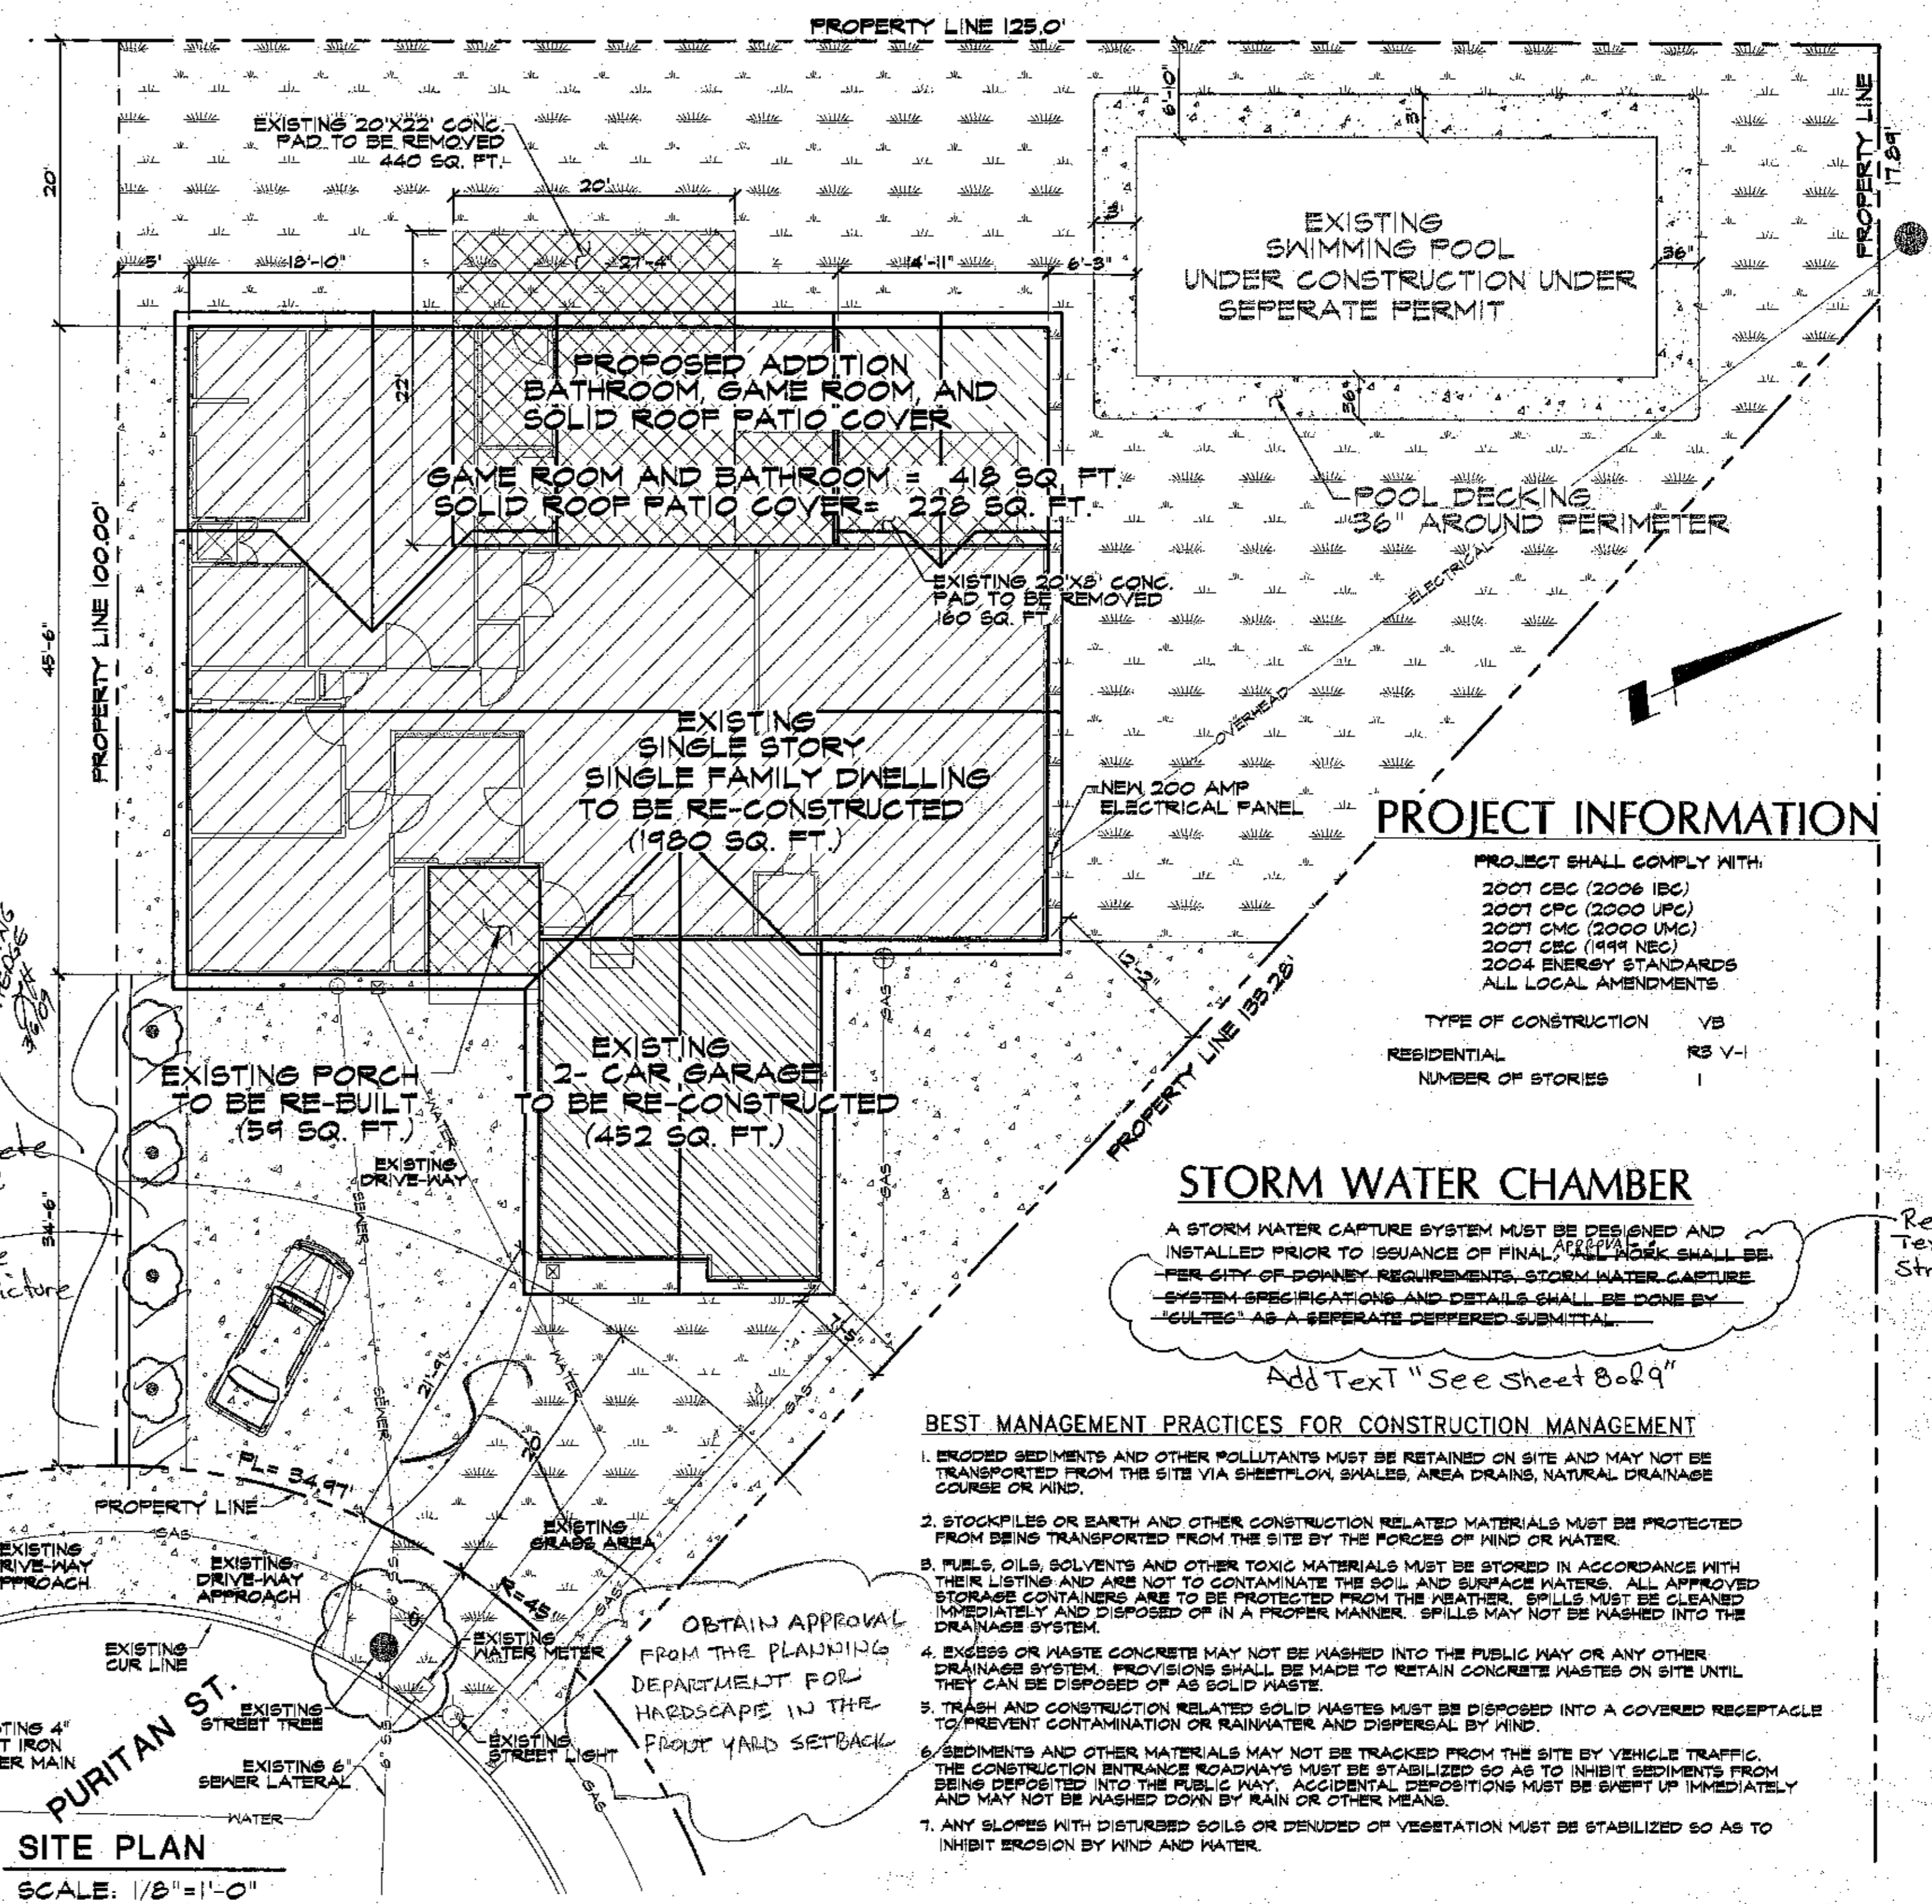 PROPERTY LINE 125.0'
PROPERTY LINE
17.89'
20'
6'-10"
3'
EXISTING 20'X22' CONC.
PAD TO BE REMOVED
440 SQ. FT.
20'
5'
18'-10"
27'-4"
14'-11"
6'-3"
3'
36"
36"
22'
EXISTING
SWIMMING POOL
UNDER CONSTRUCTION UNDER
SEPERATE PERMIT
PROPOSED ADDITION
BATHROOM, GAME ROOM, AND
SOLID ROOF PATIO COVER
GAME ROOM AND BATHROOM = 418 SQ. FT.
SOLID ROOF PATIO COVER= 228 SQ. FT.
POOL DECKING
36" AROUND PERIMETER
PROPERTY LINE 100.00'
45'-6"
EXISTING 20'X8' CONC.
PAD TO BE REMOVED
160 SQ. FT.
OVERHEAD
ELECTRICAL
EXISTING
SINGLE STORY
SINGLE FAMILY DWELLING
TO BE RE-CONSTRUCTED
(1980 SQ. FT.)
NEW 200 AMP
ELECTRICAL PANEL
PROJECT INFORMATION
PROJECT SHALL COMPLY WITH:
2007 CBC (2006 IBC)
2007 CPC (2000 UPC)
2007 CMC (2000 UMC)
2007 CEC (1999 NEC)
2004 ENERGY STANDARDS
ALL LOCAL AMENDMENTS
TYPE OF CONSTRUCTION VB
RESIDENTIAL R3 V-1
NUMBER OF STORIES 1
12'-2"
PROPERTY LINE 133.28'
GAS
GAS
EXISTING PORCH
TO BE RE-BUILT
(59 SQ. FT.)
EXISTING
2- CAR GARAGE
TO BE RE-CONSTRUCTED
(452 SQ. FT.)
WATER
EXISTING
DRIVE-WAY
SEWER
34'-6"
STORM WATER CHAMBER
A STORM WATER CAPTURE SYSTEM MUST BE DESIGNED AND
INSTALLED PRIOR TO ISSUANCE OF FINAL, APPROVAL ALL WORK SHALL BE
PER CITY OF DOWNEY REQUIREMENTS, STORM WATER CAPTURE
SYSTEM SPECIFICATIONS AND DETAILS SHALL BE DONE BY
"CULTEC" AS A SEPERATE DEFFERED SUBMITTAL.
Add Text "See sheet 8 of 9"
7'-5"
21'-9"
20'
WATER
SEWER
GAS
BEST MANAGEMENT PRACTICES FOR CONSTRUCTION MANAGEMENT
1. ERODED SEDIMENTS AND OTHER POLLUTANTS MUST BE RETAINED ON SITE AND MAY NOT BE
TRANSPORTED FROM THE SITE VIA SHEETFLOW, SWALES, AREA DRAINS, NATURAL DRAINAGE
COURSE OR WIND.
2. STOCKPILES OR EARTH AND OTHER CONSTRUCTION RELATED MATERIALS MUST BE PROTECTED
FROM BEING TRANSPORTED FROM THE SITE BY THE FORCES OF WIND OR WATER.
3. FUELS, OILS, SOLVENTS AND OTHER TOXIC MATERIALS MUST BE STORED IN ACCORDANCE WITH
THEIR LISTING AND ARE NOT TO CONTAMINATE THE SOIL AND SURFACE WATERS. ALL APPROVED
STORAGE CONTAINERS ARE TO BE PROTECTED FROM THE WEATHER. SPILLS MUST BE CLEANED
IMMEDIATELY AND DISPOSED OF IN A PROPER MANNER. SPILLS MAY NOT BE WASHED INTO THE
DRAINAGE SYSTEM.
4. EXCESS OR WASTE CONCRETE MAY NOT BE WASHED INTO THE PUBLIC WAY OR ANY OTHER
DRAINAGE SYSTEM. PROVISIONS SHALL BE MADE TO RETAIN CONCRETE WASTES ON SITE UNTIL
THEY CAN BE DISPOSED OF AS SOLID WASTE.
5. TRASH AND CONSTRUCTION RELATED SOLID WASTES MUST BE DISPOSED INTO A COVERED RECEPTACLE
TO PREVENT CONTAMINATION OR RAINWATER AND DISPERSAL BY WIND.
6. SEDIMENTS AND OTHER MATERIALS MAY NOT BE TRACKED FROM THE SITE BY VEHICLE TRAFFIC.
THE CONSTRUCTION ENTRANCE ROADWAYS MUST BE STABILIZED SO AS TO INHIBIT SEDIMENTS FROM
BEING DEPOSITED INTO THE PUBLIC WAY. ACCIDENTAL DEPOSITIONS MUST BE SWEPT UP IMMEDIATELY
AND MAY NOT BE WASHED DOWN BY RAIN OR OTHER MEANS.
7. ANY SLOPES WITH DISTURBED SOILS OR DENUDED OF VEGETATION MUST BE STABILIZED SO AS TO
INHIBIT EROSION BY WIND AND WATER.
PL= 34.97'
PROPERTY LINE
GAS
EXISTING
GRASS AREA
R=45'
GAS
EXISTING
DRIVE-WAY
APPROACH
EXISTING
CUR LINE
EXISTING
WATER METER
OBTAIN APPROVAL
FROM THE PLANNING
DEPARTMENT FOR
HARDSCAPE IN THE
FRONT YARD SETBACK
EXISTING
STREET TREE
EXISTING
STREET LIGHT
EXISTING 6"
SEWER LATERAL
PURITAN ST.
WATER
GAS
SITE PLAN
SCALE: 1/8"=1'-0"